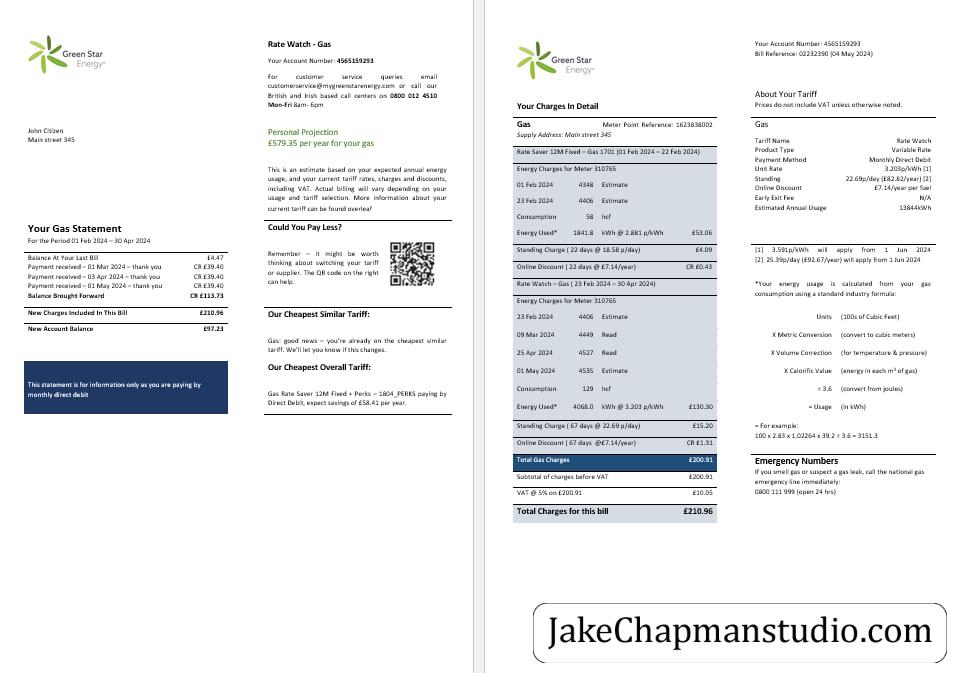 Green Star
Energy™
John Citizen
Main street 345
Your Gas Statement
For the Period 01 Feb 2024 – 30 Apr 2024
Balance At Your Last Bill £4.47
Payment received – 01 Mar 2024 – thank you CR £39.40
Payment received – 03 Apr 2024 – thank you CR £39.40
Payment received – 01 May 2024 – thank you CR £39.40
Balance Brought Forward CR £113.73
New Charges Included In This Bill £210.96
New Account Balance £97.23
This statement is for information only as you are paying by
monthly direct debit
Rate Watch - Gas
Your Account Number: 4565159293
For customer service queries email
customerservice@mygreenstarenergy.com or call our
British and Irish based call centers on 0800 012 4510
Mon-Fri 8am- 6pm
Personal Projection
£579.35 per year for your gas
This is an estimate based on your expected annual energy
usage, and your current tariff rates, charges and discounts,
including VAT. Actual billing will vary depending on your
usage and tariff selection. More information about your
current tariff can be found overleaf
Could You Pay Less?
Remember – it might be worth
thinking about switching your tariff
or supplier. The QR code on the right
can help.
Our Cheapest Similar Tariff:
Gas: good news – you're already on the cheapest similar
tariff. We'll let you know if this changes.
Our Cheapest Overall Tariff:
Gas Rate Saver 12M Fixed + Perks – 1804_PERKS paying by
Direct Debit, expect savings of £58.41 per year.
Green Star
Energy™
Your Charges In Detail
Gas Meter Point Reference: 1623838002
Supply Address: Main street 345
Rate Saver 12M Fixed – Gas 1701 (01 Feb 2024 – 22 Feb 2024)
Energy Charges for Meter 310765
01 Feb 2024 4348 Estimate
23 Feb 2024 4406 Estimate
Consumption 58 hcf
Energy Used* 1841.8 kWh @ 2.881 p/kWh £53.06
Standing Charge ( 22 days @ 18.58 p/day) £4.09
Online Discount ( 22 days @ £7.14/year) CR £0.43
Rate Watch – Gas ( 23 Feb 2024 – 30 Apr 2024)
Energy Charges for Meter 310765
23 Feb 2024 4406 Estimate
09 Mar 2024 4449 Read
25 Apr 2024 4527 Read
01 May 2024 4535 Estimate
Consumption 129 hcf
Energy Used* 4068.0 kWh @ 3.203 p/kWh £130.30
Standing Charge ( 67 days @ 22.69 p/day) £15.20
Online Discount ( 67 days @£7.14/year) CR £1.31
Total Gas Charges £200.91
Subtotal of charges before VAT £200.91
VAT @ 5% on £200.91 £10.05
Total Charges for this bill £210.96
Your Account Number: 4565159293
Bill Reference: 02232390 (04 May 2024)
About Your Tariff
Prices do not include VAT unless otherwise noted.
Gas
Tariff Name Rate Watch
Product Type Variable Rate
Payment Method Monthly Direct Debit
Unit Rate 3.203p/kWh [1]
Standing 22.69p/day (£82.82/year) [2]
Online Discount £7.14/year per fuel
Early Exit Fee N/A
Estimated Annual Usage 13844kWh
[1] 3.591p/kWh will apply from 1 Jun 2024
[2] 25.39p/day (£92.67/year) will apply from 1 Jun 2024
*Your energy usage is calculated from your gas
consumption using a standard industry formula:
Units (100s of Cubic Feet)
X Metric Conversion (convert to cubic meters)
X Volume Correction (for temperature & pressure)
X Calorific Value (energy in each m³ of gas)
÷ 3.6 (convert from joules)
= Usage (in kWh)
= For example:
100 x 2.83 x 1.02264 x 39.2 ÷ 3.6 = 3151.3
Emergency Numbers
If you smell gas or suspect a gas leak, call the national gas
emergency line immediately:
0800 111 999 (open 24 hrs)
JakeChapmanstudio.com